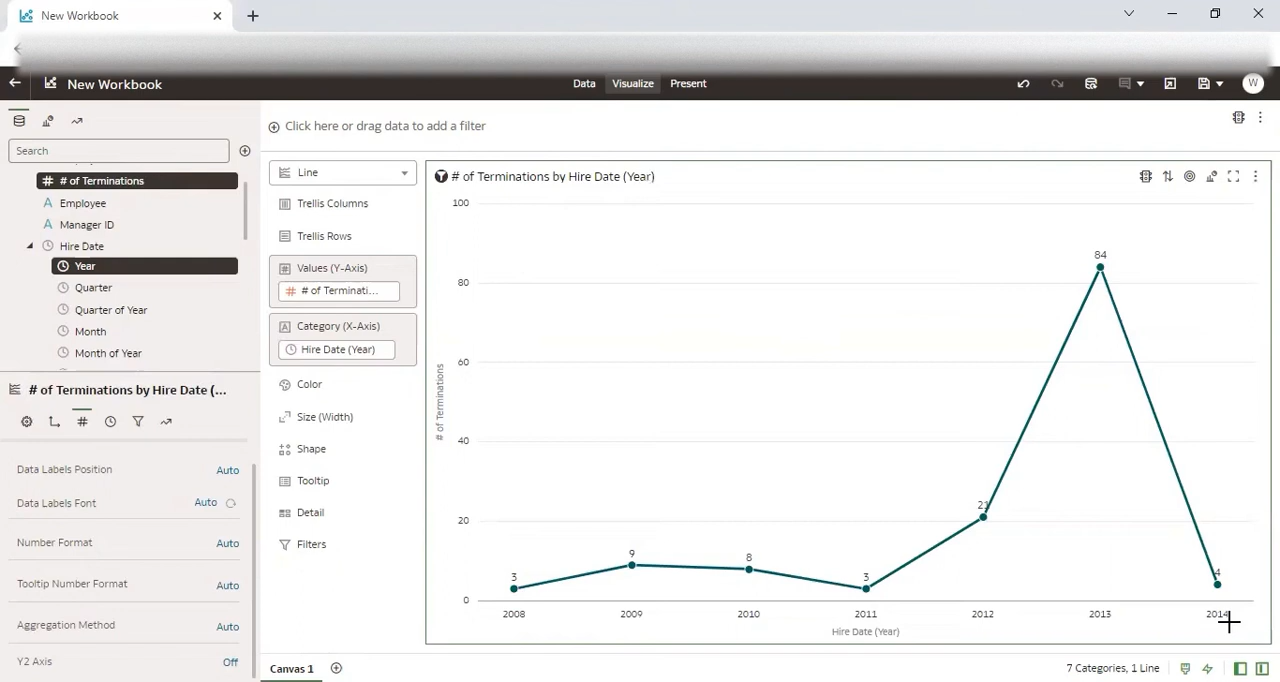 New Workbook
New Workbook
Data Visualize Present
W
Search
Click here or drag data to add a filter
# of Terminations
Employee
Manager ID
Hire Date
Year
Quarter
Quarter of Year
Month
Month of Year
Line
Trellis Columns
Trellis Rows
Values (Y-Axis)
# of Terminati...
Category (X-Axis)
Hire Date (Year)
Color
Size (Width)
Shape
Tooltip
Detail
Filters
# of Terminations by Hire Date (...
Data Labels Position Auto
Data Labels Font Auto
Number Format Auto
Tooltip Number Format Auto
Aggregation Method Auto
Y2 Axis Off
# of Terminations by Hire Date (Year)
100
80
60
40
20
0
# of Terminations
3 9 8 3 21 84 4
2008 2009 2010 2011 2012 2013 2014
Hire Date (Year)
Canvas 1
7 Categories, 1 Line